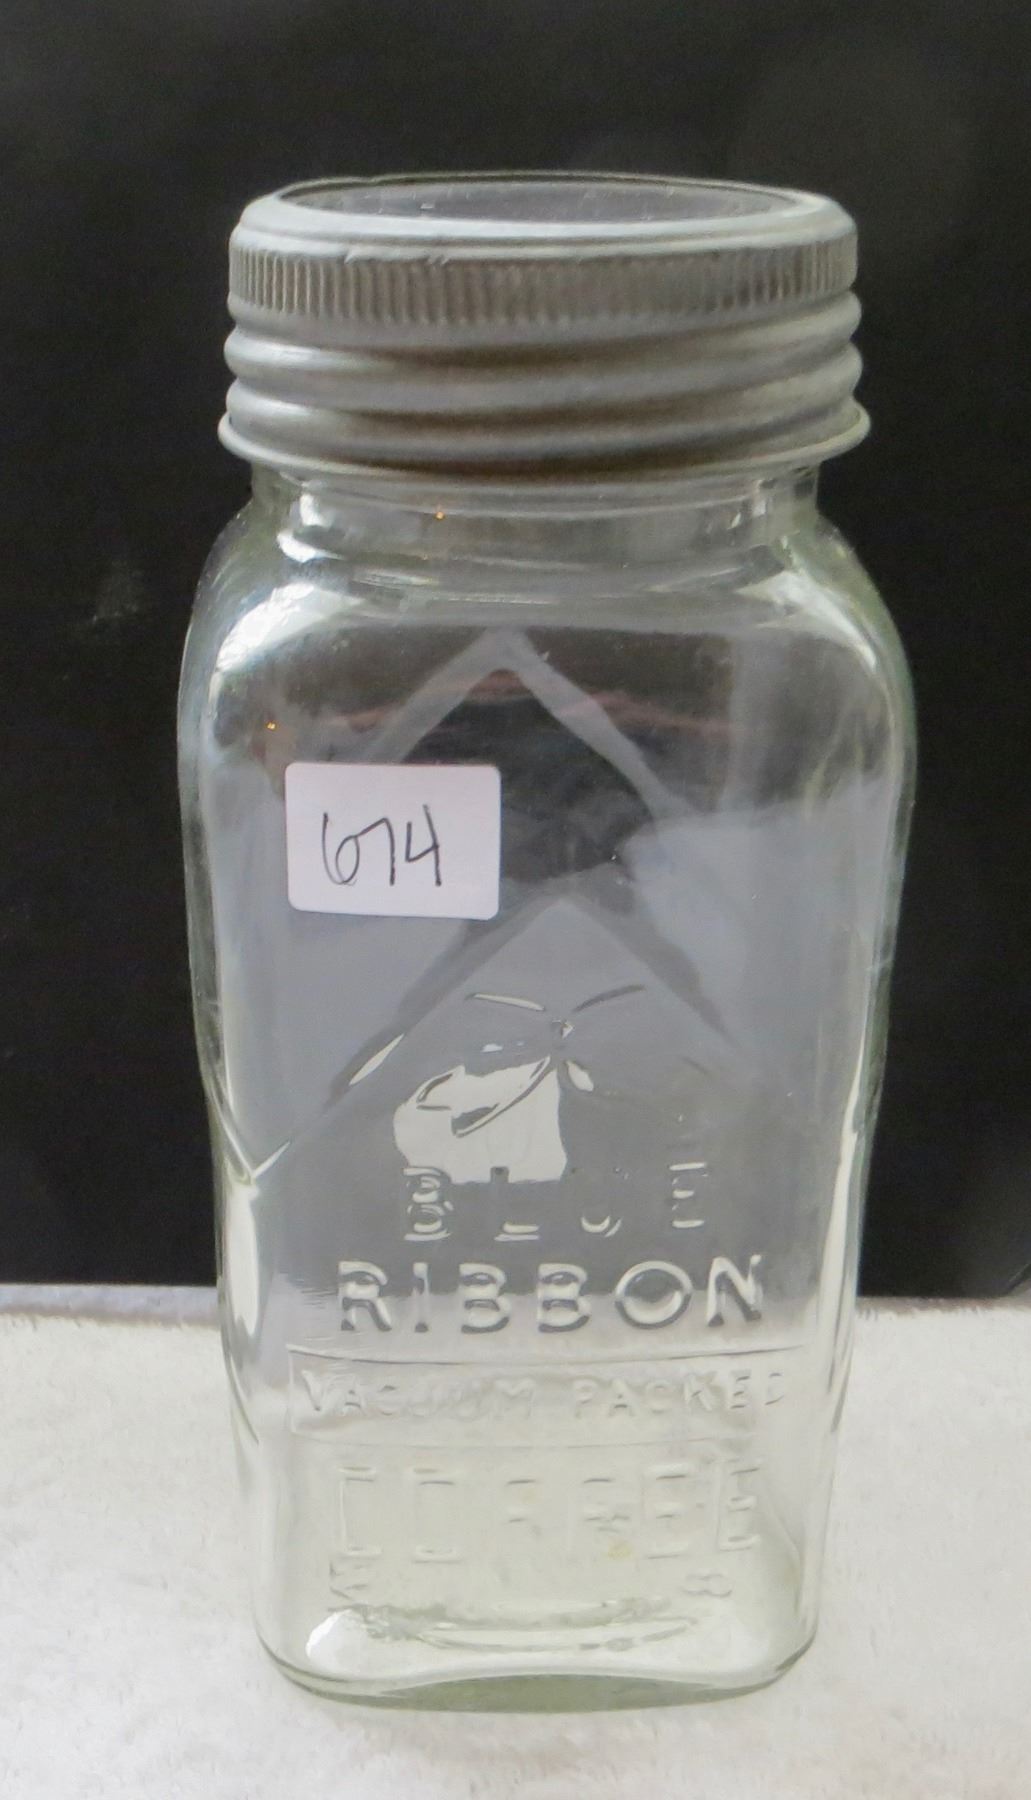 674
BLUE
RIBBON
VACUUM PACKED
COFFEE